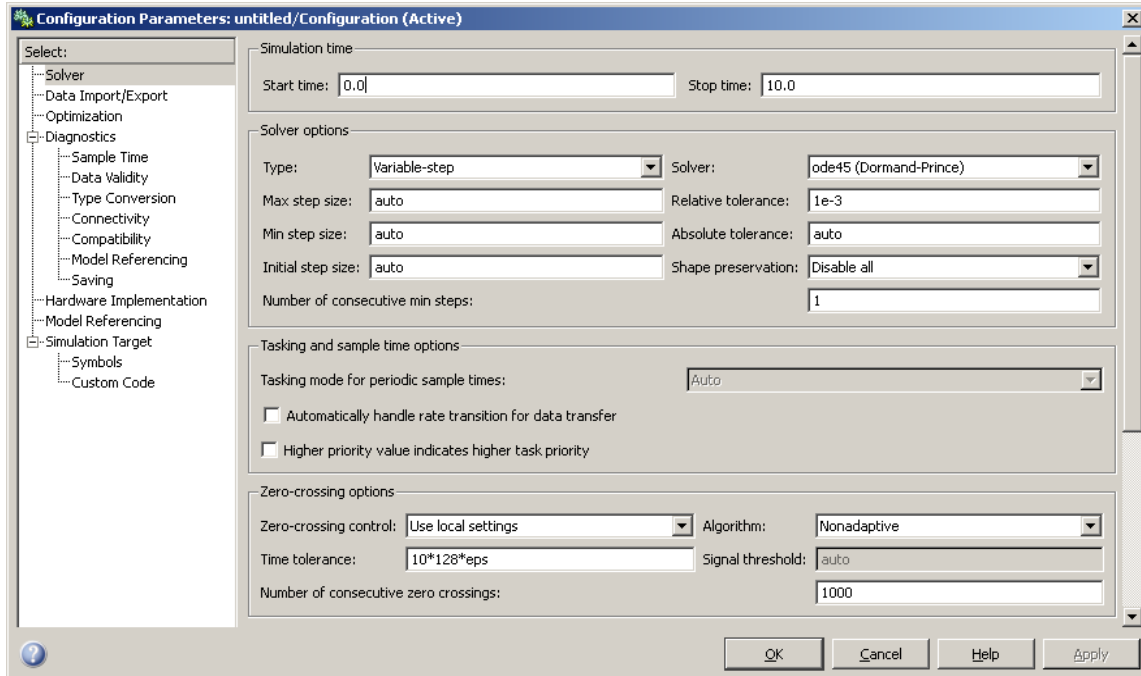 Configuration Parameters: untitled/Configuration (Active)
Select:
Solver
Data Import/Export
Optimization
Diagnostics
Sample Time
Data Validity
Type Conversion
Connectivity
Compatibility
Model Referencing
Saving
Hardware Implementation
Model Referencing
Simulation Target
Symbols
Custom Code
Simulation time
Start time: 0.0 Stop time: 10.0
Solver options
Type: Variable-step Solver: ode45 (Dormand-Prince)
Max step size: auto Relative tolerance: 1e-3
Min step size: auto Absolute tolerance: auto
Initial step size: auto Shape preservation: Disable all
Number of consecutive min steps: 1
Tasking and sample time options
Tasking mode for periodic sample times: Auto
Automatically handle rate transition for data transfer
Higher priority value indicates higher task priority
Zero-crossing options
Zero-crossing control: Use local settings Algorithm: Nonadaptive
Time tolerance: 10*128*eps Signal threshold: auto
Number of consecutive zero crossings: 1000
OK Cancel Help Apply